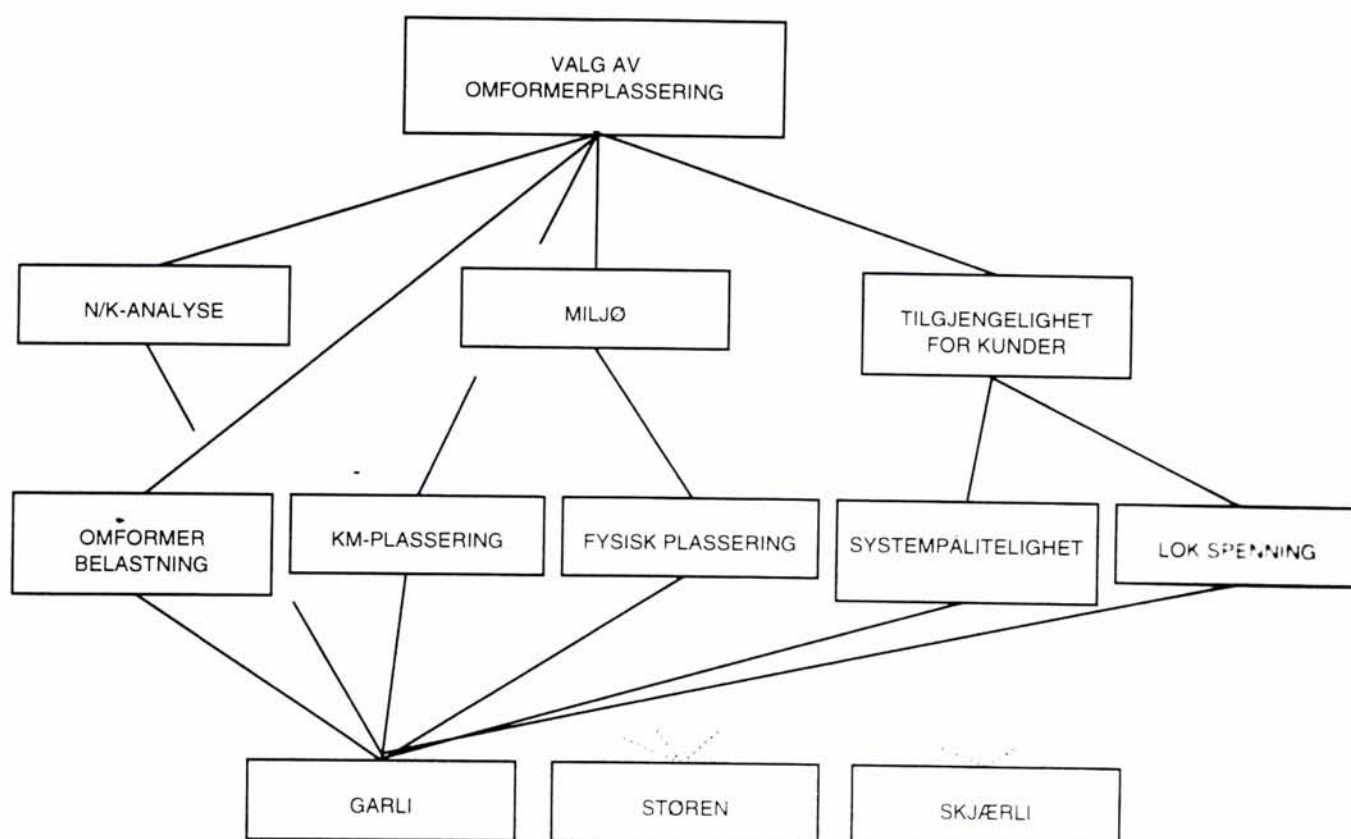 VALG AV
OMFORMERPLASSERING
N/K-ANALYSE
MILJØ
TILGJENGELIGHET
FOR KUNDER
OMFORMER
BELASTNING
KM-PLASSERING
FYSISK PLASSERING
SYSTEMPÅLITELIGHET
LOK SPENNING
GARLI
STØREN
SKJÆRLI